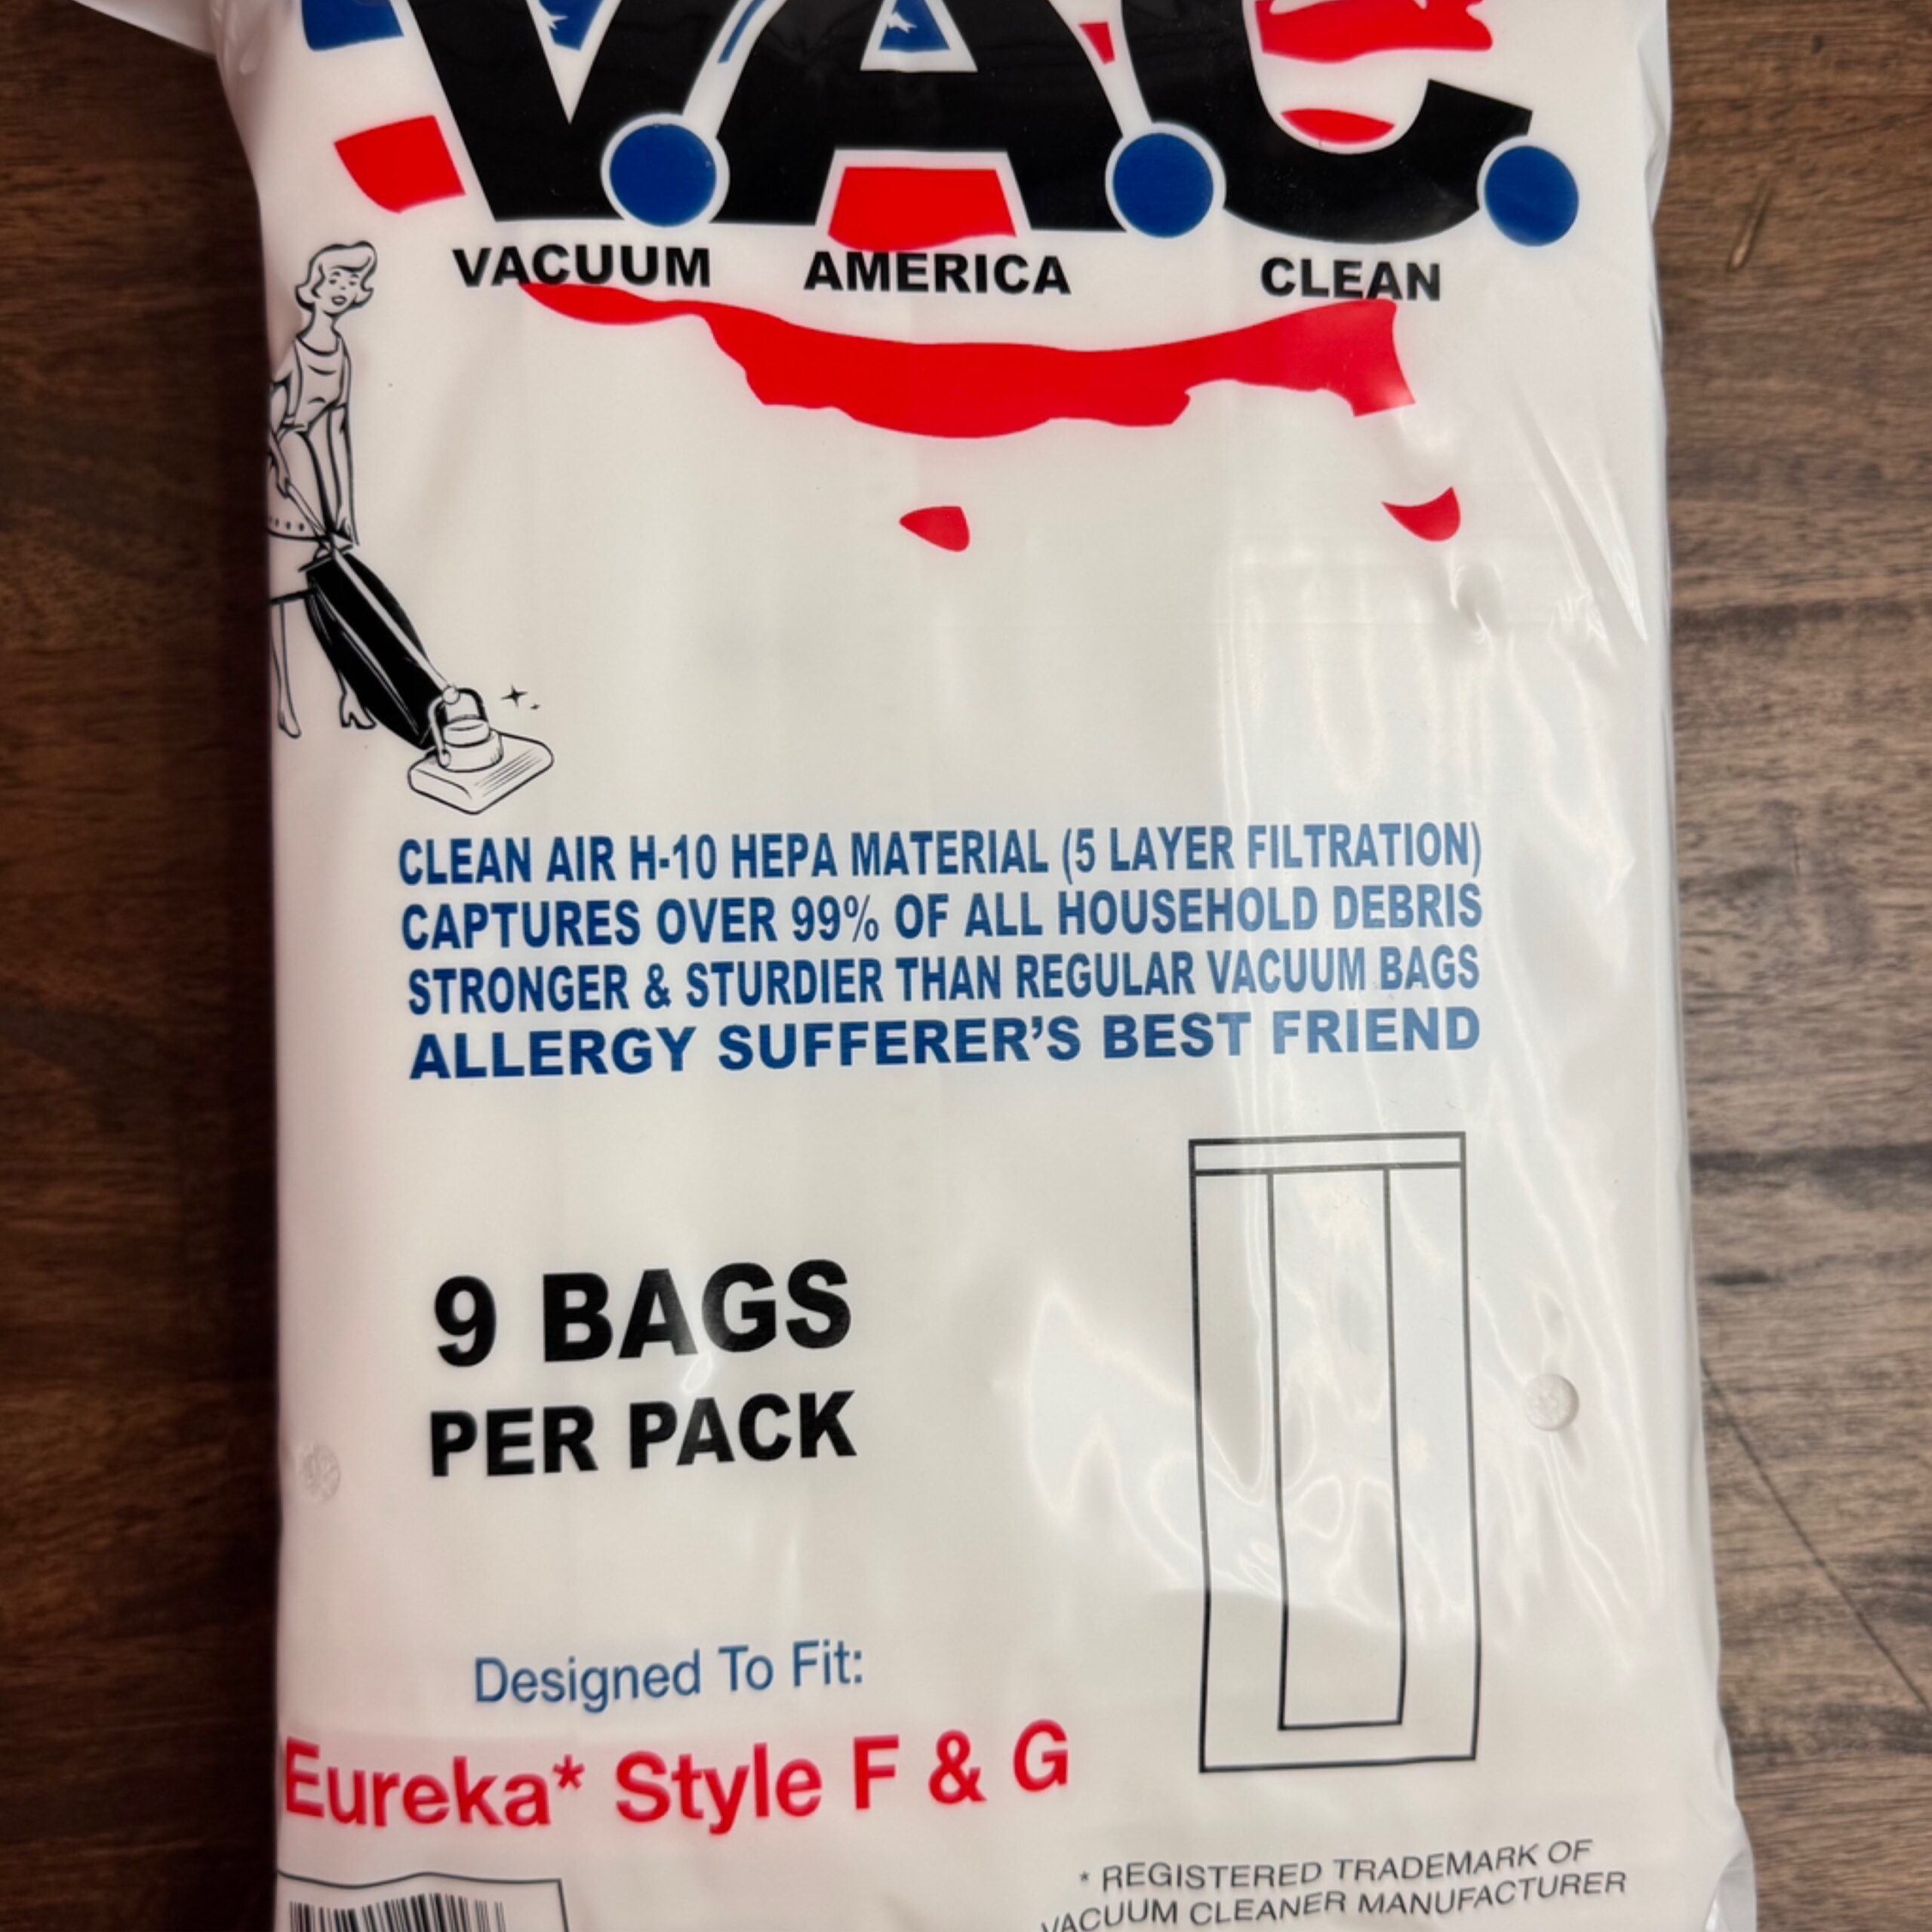 V.A.C.
VACUUM AMERICA CLEAN
CLEAN AIR H-10 HEPA MATERIAL (5 LAYER FILTRATION)
CAPTURES OVER 99% OF ALL HOUSEHOLD DEBRIS
STRONGER & STURDIER THAN REGULAR VACUUM BAGS
ALLERGY SUFFERER'S BEST FRIEND
9 BAGS
PER PACK
Designed To Fit:
Eureka* Style F & G
* REGISTERED TRADEMARK OF
VACUUM CLEANER MANUFACTURER